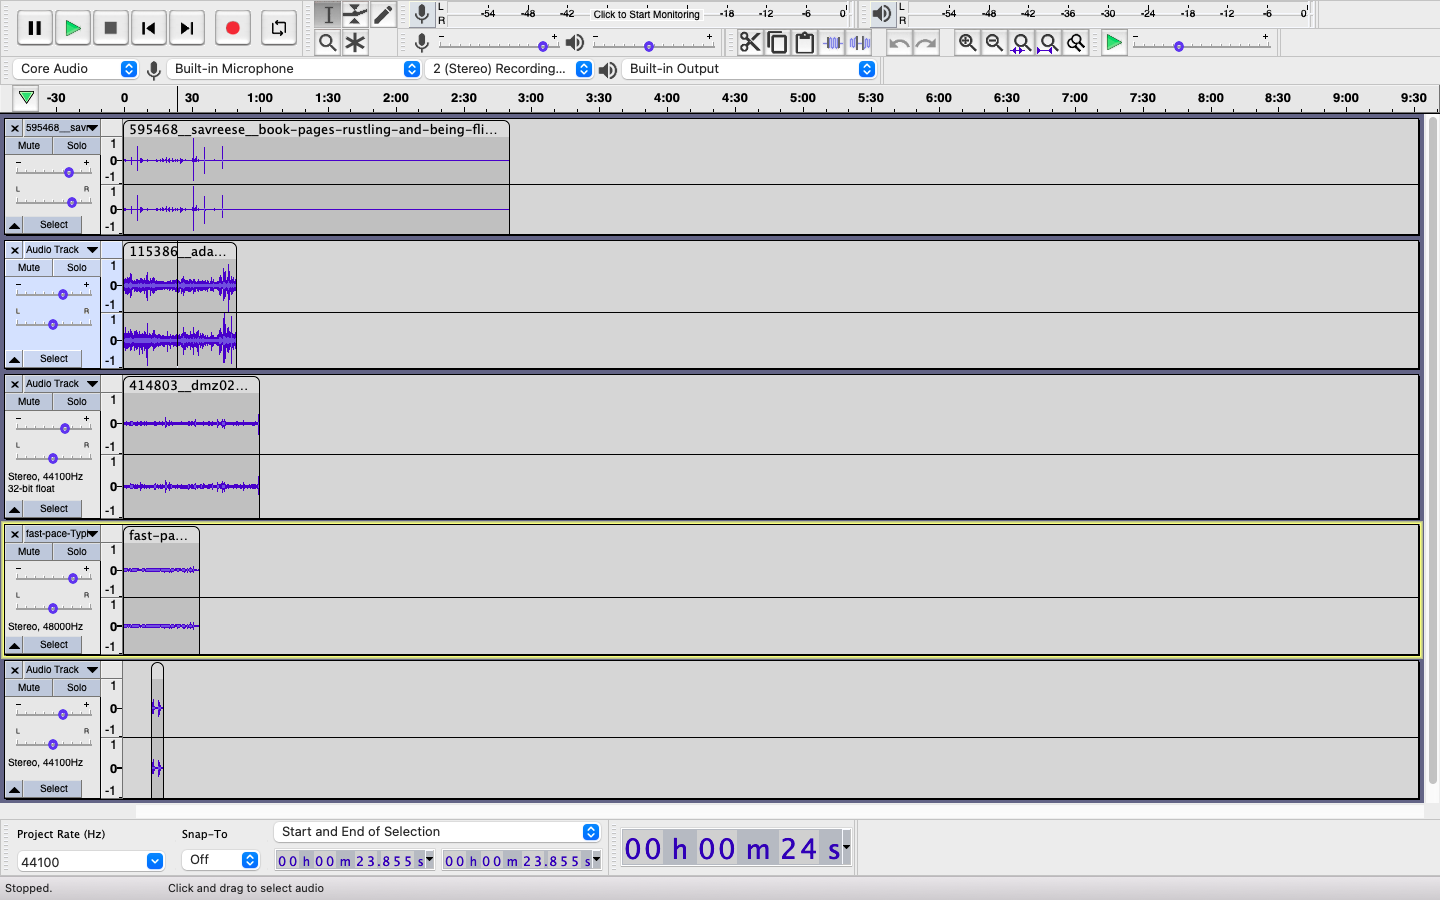 L
R
-54 -48 -42 Click to Start Monitoring -18 -12 -6 0
L
R
-54 -48 -42 -36 -30 -24 -18 -12 -6 0
- + - +
- +
Core Audio Built-in Microphone 2 (Stereo) Recording... Built-in Output
-30 0 30 1:00 1:30 2:00 2:30 3:00 3:30 4:00 4:30 5:00 5:30 6:00 6:30 7:00 7:30 8:00 8:30 9:00 9:30
595468__savr 595468__savreese__book-pages-rustling-and-being-fli...
Mute Solo 1
- + 0
-1
L R 1
0
Select -1
Audio Track 115386__ada...
Mute Solo 1
- + 0
-1
L R 1
0
Select -1
Audio Track 414803__dmz02...
Mute Solo 1
- + 0
L R -1
1
Stereo, 44100Hz
32-bit float 0
Select -1
fast-pace-Typi fast-pa...
Mute Solo 1
- + 0
L R -1
1
Stereo, 48000Hz 0
Select -1
Audio Track
Mute Solo 1
- + 0
L R -1
1
Stereo, 44100Hz 0
Select -1
Project Rate (Hz) Snap-To Start and End of Selection
44100 Off 00 h 00 m 23.855 s 00 h 00 m 23.855 s
00 h 00 m 24 s
Stopped. Click and drag to select audio